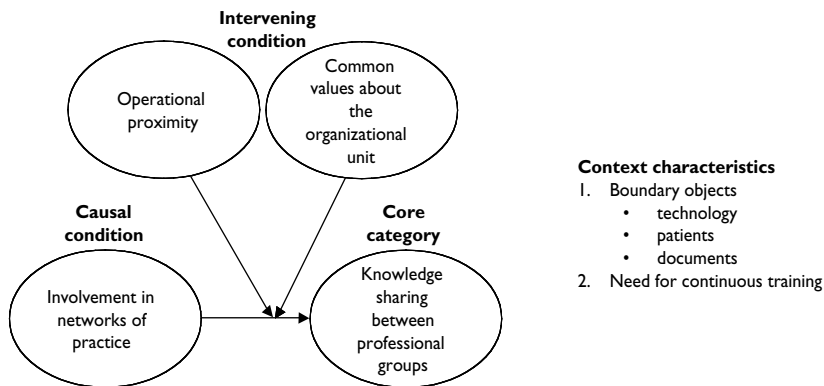 Intervening
condition
Operational
proximity
Common
values about
the
organizational
unit
Causal
condition
Core
category
Involvement in
networks of
practice
Knowledge
sharing
between
professional
groups
Context characteristics
1. Boundary objects
• technology
• patients
• documents
2. Need for continuous training